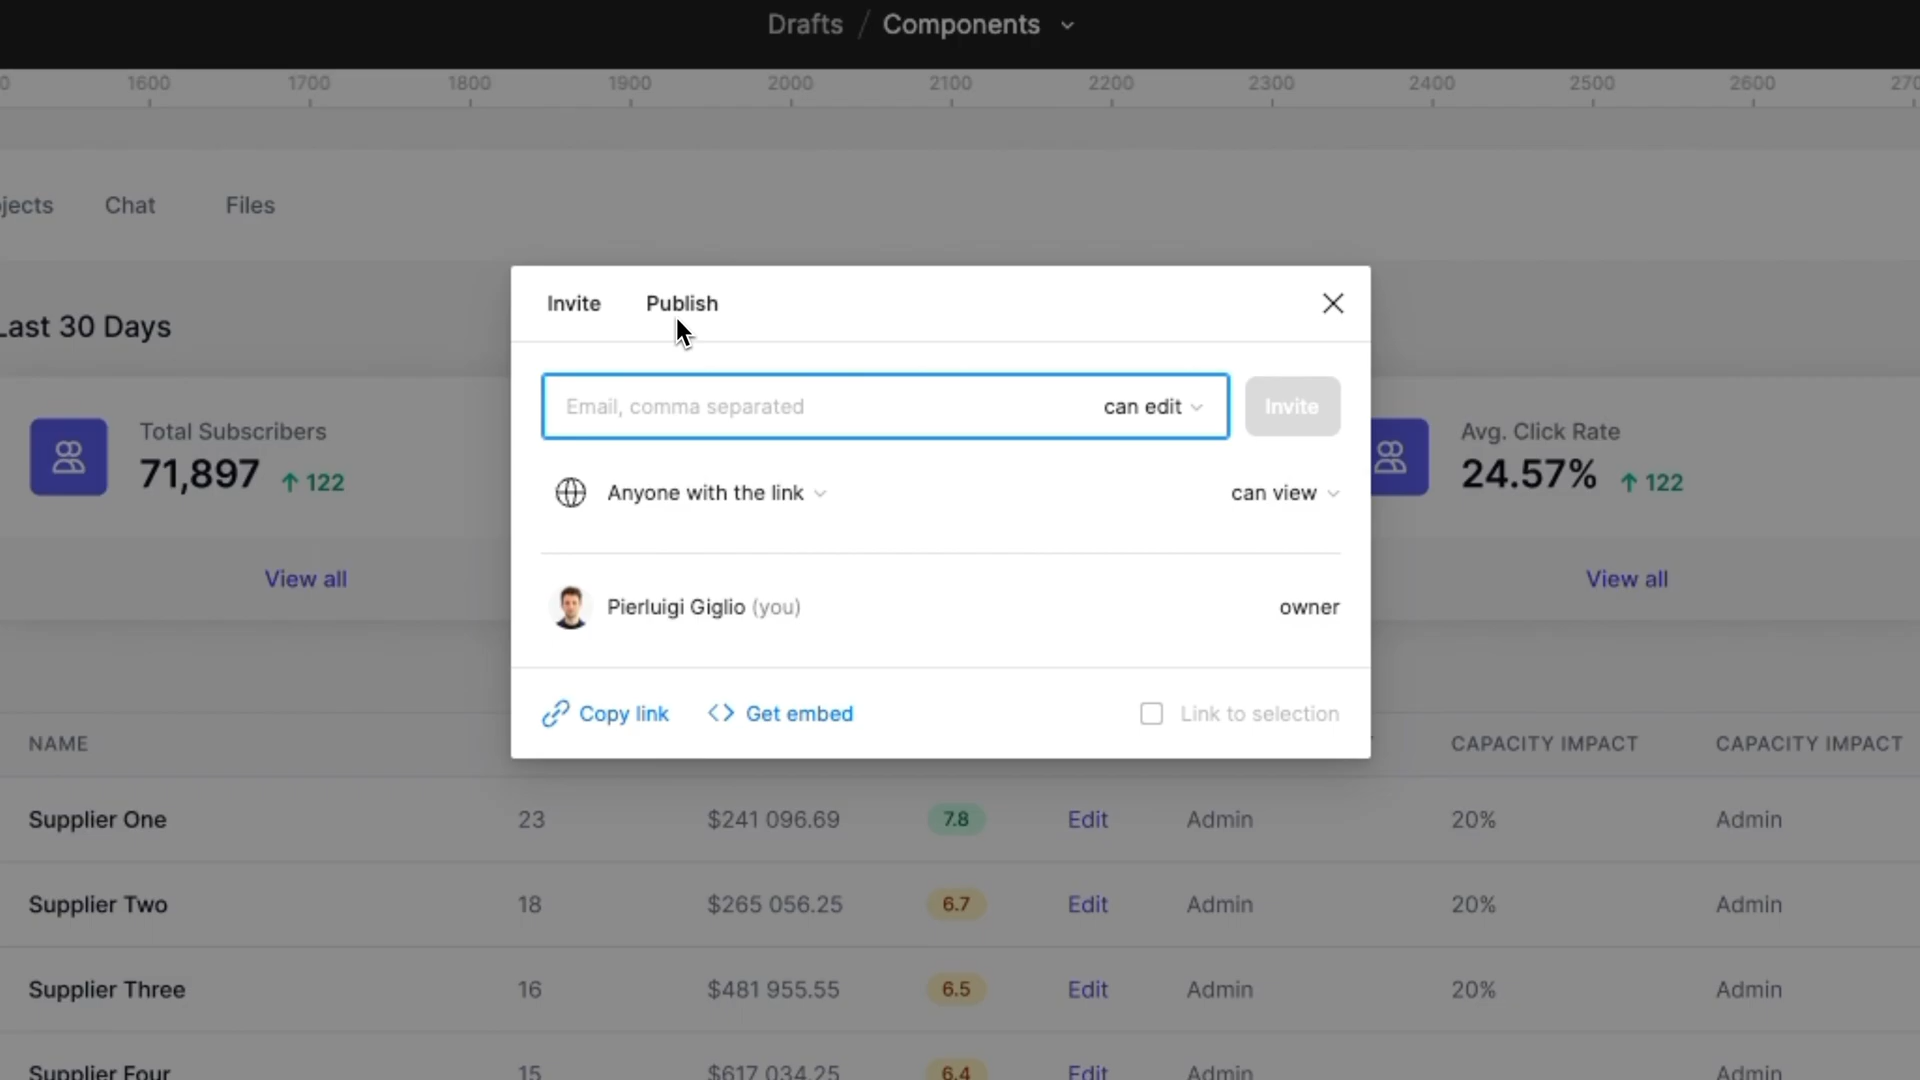 Drafts / Components
1600 1700 1800 1900 2000 2100 2200 2300 2400 2500 2600
Chat Files
Last 30 Days
Invite Publish
Email, comma separated can edit Invite
Total Subscribers
71,897 122
Avg. Click Rate
24.57% 122
Anyone with the link can view
View all
View all
Pierluigi Giglio (you) owner
Copy link <> Get embed Link to selection
NAME CAPACITY IMPACT CAPACITY IMPACT
Supplier One 23 $241 096.69 7.8 Edit Admin 20% Admin
Supplier Two 18 $265 056.25 6.7 Edit Admin 20% Admin
Supplier Three 16 $481 955.55 6.5 Edit Admin 20% Admin
Supplier Four 15 $617 034.25 6.4 Edit Admin Admin